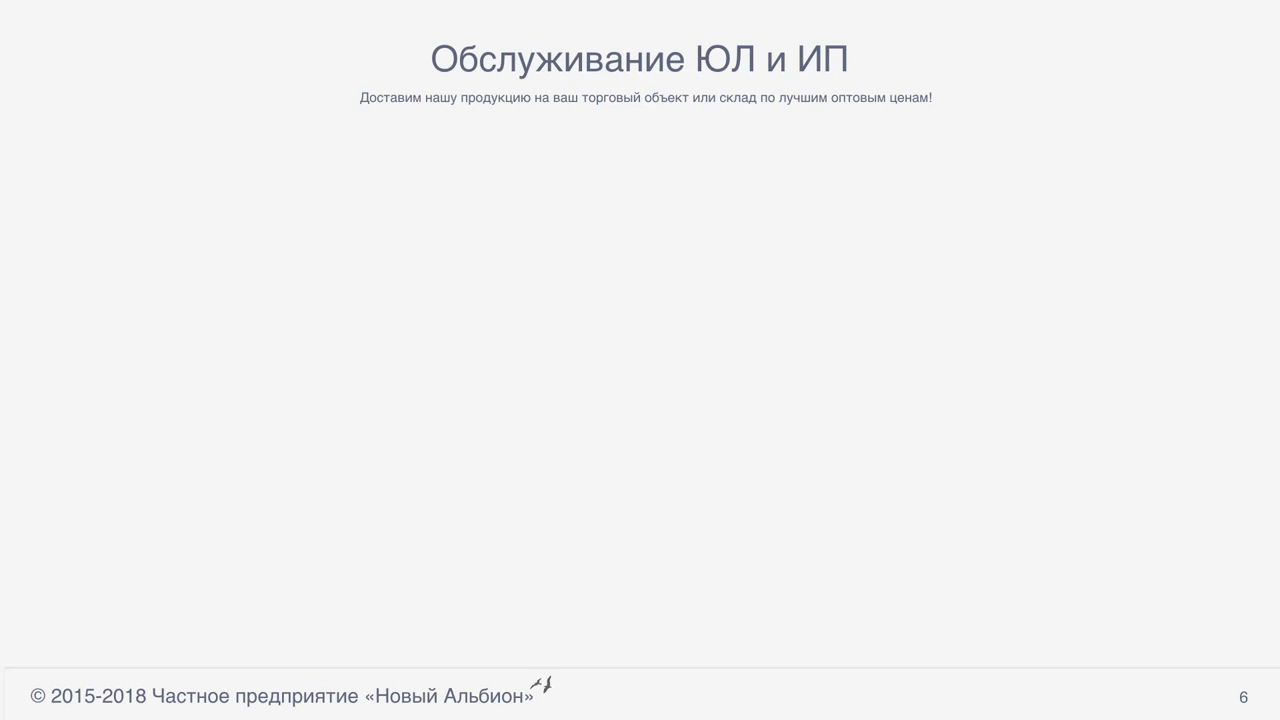 Обслуживание ЮЛ и ИП
Доставим нашу продукцию на ваш торговый объект или склад по лучшим оптовым ценам!
© 2015-2018 Частное предприятие «Новый Альбион»
6